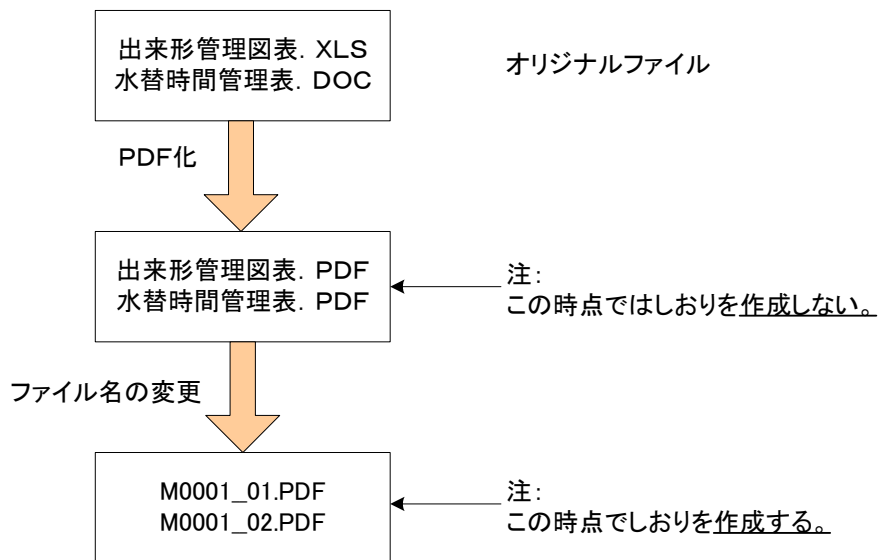 出来形管理図表．ＸＬＳ
水替時間管理表．ＤＯＣ
オリジナルファイル
ＰＤＦ化
出来形管理図表．ＰＤＦ
水替時間管理表．ＰＤＦ
注：
この時点ではしおりを作成しない。
ファイル名の変更
M0001_01.PDF
M0001_02.PDF
注：
この時点でしおりを作成する。